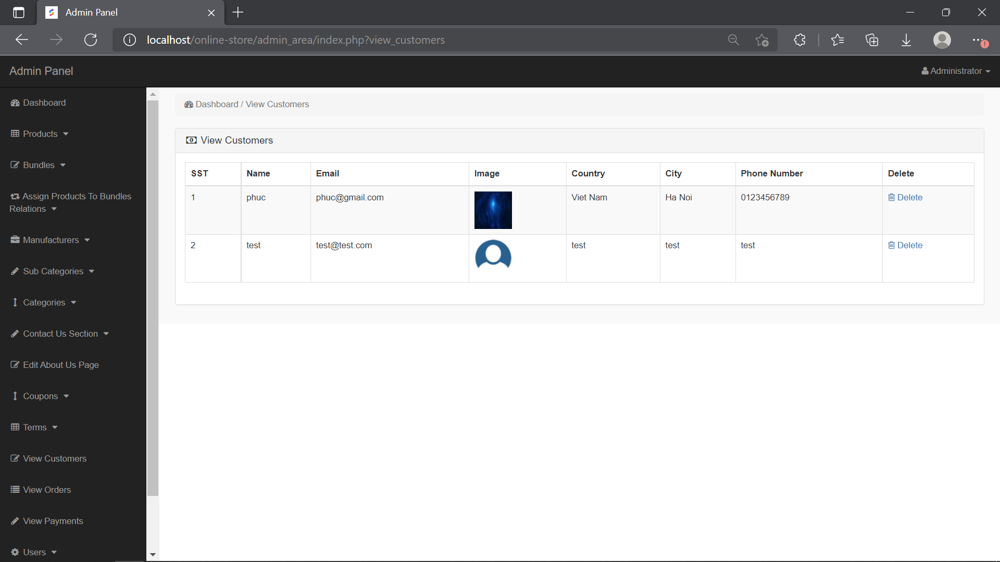 Admin Panel
localhost/online-store/admin_area/index.php?view_customers
Admin Panel
Administrator
Dashboard
Products
Bundles
Assign Products To Bundles
Relations
Manufacturers
Sub Categories
Categories
Contact Us Section
Edit About Us Page
Coupons
Terms
View Customers
View Orders
View Payments
Users
Dashboard / View Customers
View Customers
SST Name Email Image Country City Phone Number Delete
1 phuc phuc@gmail.com Viet Nam Ha Noi 0123456789 Delete
2 test test@test.com test test test Delete